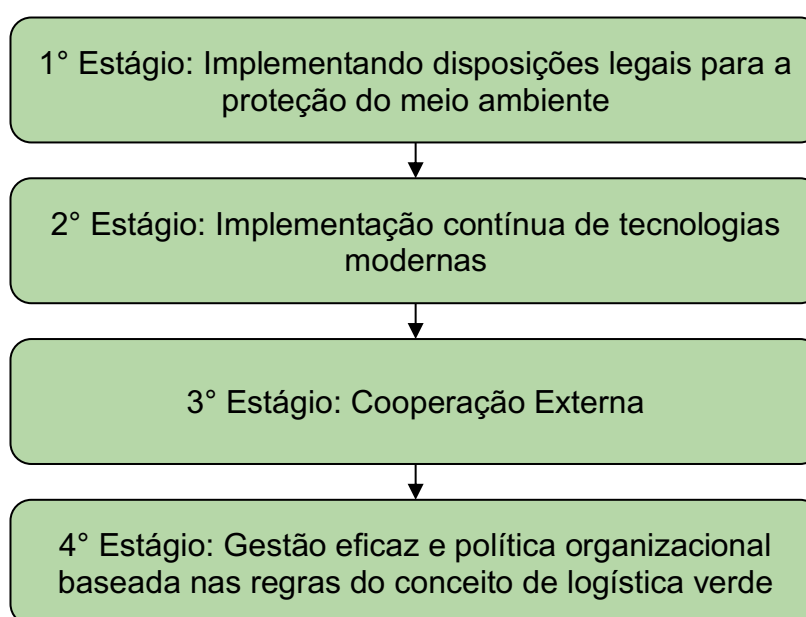 1° Estágio: Implementando disposições legais para a
proteção do meio ambiente
2° Estágio: Implementação contínua de tecnologias
modernas
3° Estágio: Cooperação Externa
4° Estágio: Gestão eficaz e política organizacional
baseada nas regras do conceito de logística verde